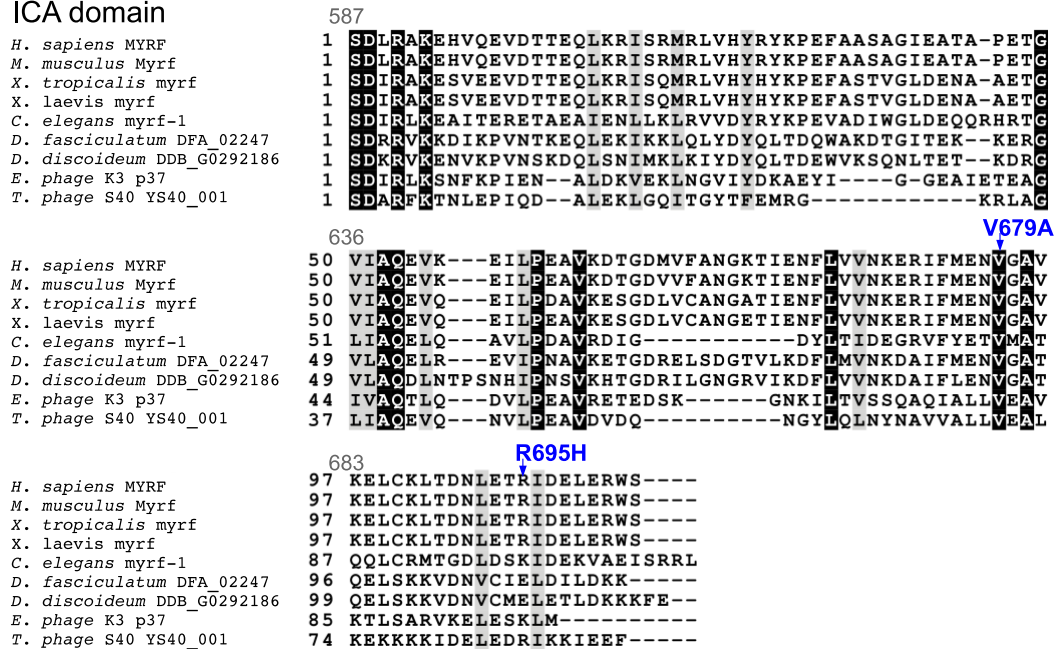 ICA domain
587
H. sapiens MYRF 1 SDLRAKEHVQEVDTTEQLKRISRMRLVHYRYKPEFAASAGIEATA-PETG
M. musculus Myrf 1 SDLRAKEHVQEVDTTEQLKRISRMRLVHYRYKPEFAASAGIEATA-PETG
X. tropicalis myrf 1 SDIRAKESVEEVDTTEQLKRISQMRLVHYHYKPEFASTVGLDENA-AETG
X. laevis myrf 1 SDIRAKESVEEVDTTEQLKRISQMRLVHYHYKPEFASTVGLDENA-AETG
C. elegans myrf-1 1 SDIRLKEAITERETAEAIENLLKLRVVDYRYKPEVADIWGLDEQQRHRTG
D. fasciculatum DFA_02247 1 SDRRVKKDIKPVNTKEQLEKIKQLKLYDYQLTDQWAKDTGITEK--KERG
D. discoideum DDB_G0292186 1 SDKRVKENVKPVNSKDQLSNIMKLKIYDYQLTDEWVKSQNLTET--KDRG
E. phage K3 p37 1 SDIRLKSNFKPIEN--ALDKVEKLNGVIYDKAEYI----G-GEAIETEAG
T. phage S40 YS40_001 1 SDARFKTNLEPIQD--ALEKLGQITGYTFEMRG------------KRLAG
V679A
636
H. sapiens MYRF 50 VIAQEVK---EILPEAVKDTGDMVFANGKTIENFLVVNKERIFMENVGAV
M. musculus Myrf 50 VIAQEVK---EILPEAVKDTGDVVFANGKTIENFLVVNKERIFMENVGAV
X. tropicalis myrf 50 VIAQEVQ---EILPEAVKESGDLVCANGATIENFLVVNKERIFMENVGAV
X. laevis myrf 50 VIAQEVQ---EILPEAVKESGDLVCANGETIENFLVVNKERIFMENVGAV
C. elegans myrf-1 51 LIAQELQ---AVLPDAVRDIG---------DYLTIDEGRVFYETVMAT
D. fasciculatum DFA_02247 49 VLAQELR---EVIPNAVKETGDRELSDGTVLKDFLMVNKDAIFMENVGAT
D. discoideum DDB_G0292186 49 VLAQDLNTPSNHIPNSVKHTGDRILGNGRVIKDFLVVNKDAIFLENVGAT
E. phage K3 p37 44 IVAQTLQ---DVLPEAVRETEDSK------GNKILTVSSQAQIALLVEAV
T. phage S40 YS40_001 37 LIAQEVQ---NVLPEAVDVDQ---------NGYLQLNYNAVVALLVEAL
R695H
683
H. sapiens MYRF 97 KELCKLTDNLETRIDELERWS----
M. musculus Myrf 97 KELCKLTDNLETRIDELERWS----
X. tropicalis myrf 97 KELCKLTDNLETRIDELERWS----
X. laevis myrf 97 KELCKLTDNLETRIDELERWS----
C. elegans myrf-1 87 QQLCRMTGDLDSKIDEKVAEISRRL
D. fasciculatum DFA_02247 96 QELSKKVDNVCIELDILDKK-----
D. discoideum DDB_G0292186 99 QELSKKVDNVCMELETLDKKKFE--
E. phage K3 p37 85 KTLSARVKELESKLM----------
T. phage S40 YS40_001 74 KEKKKKIDELEDRIKKIEEF-----